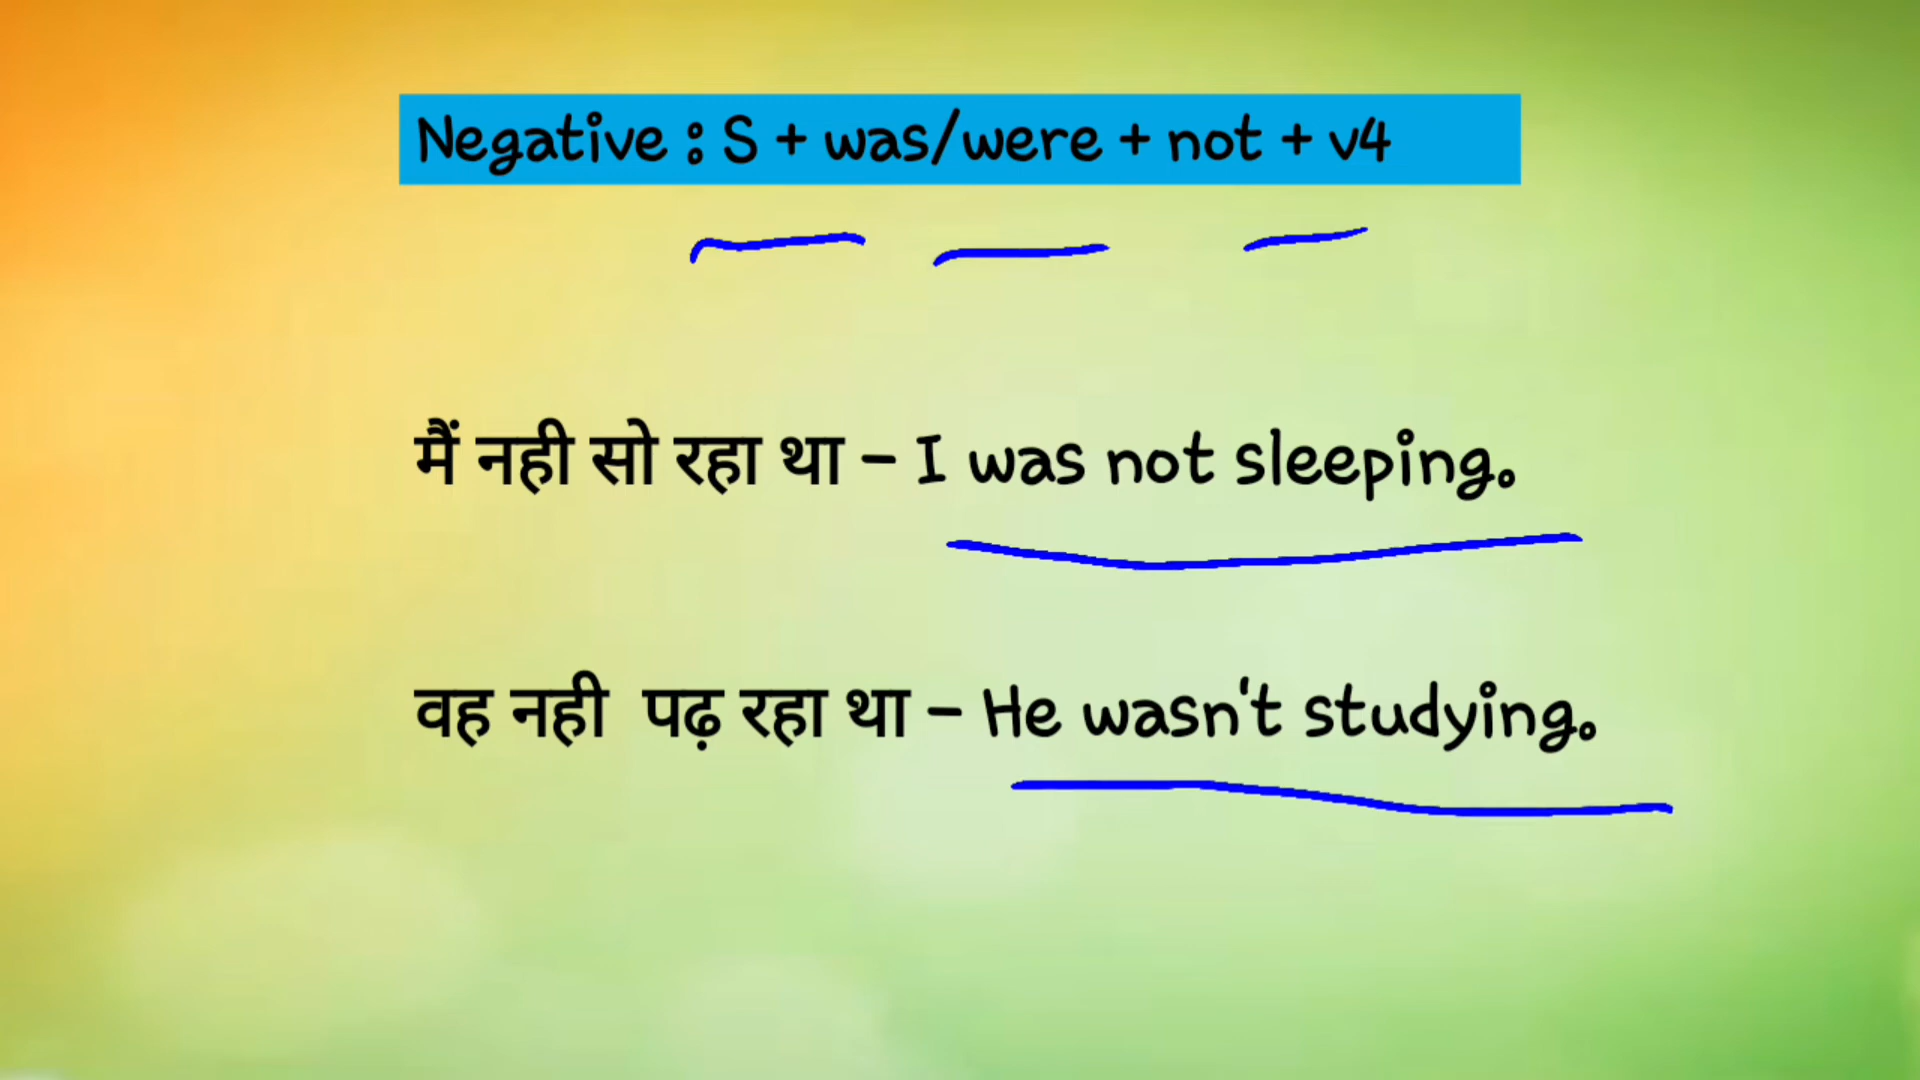 Negative : S + was/were + not + v4
मैं नही सो रहा था - I was not sleeping.
वह नही पढ़ रहा था - He wasn't studying.